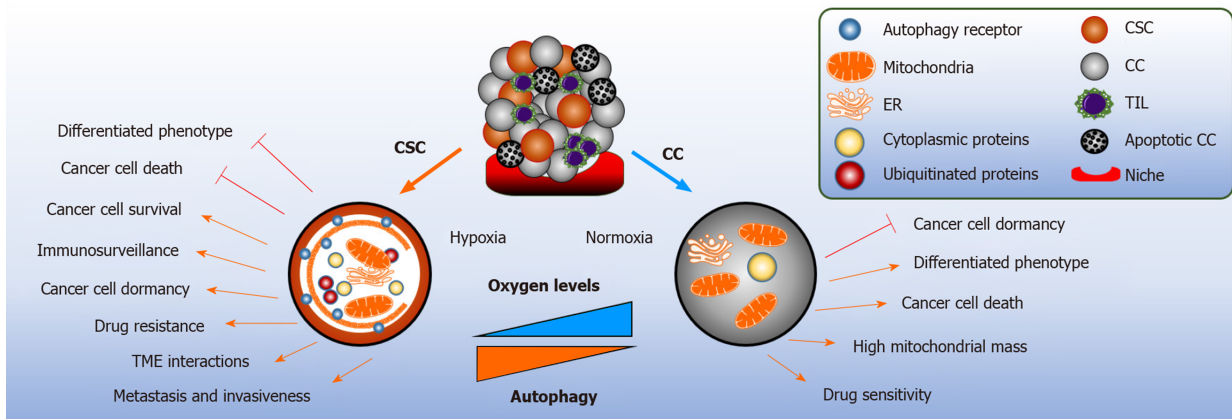 Differentiated phenotype
Cancer cell death
Cancer cell survival
Immunosurveillance
Cancer cell dormancy
Drug resistance
TME interactions
Metastasis and invasiveness
CSC
CC
Hypoxia
Normoxia
Oxygen levels
Autophagy
Autophagy receptor
Mitochondria
ER
Cytoplasmic proteins
Ubiquitinated proteins
CSC
CC
TIL
Apoptotic CC
Niche
Cancer cell dormancy
Differentiated phenotype
Cancer cell death
High mitochondrial mass
Drug sensitivity